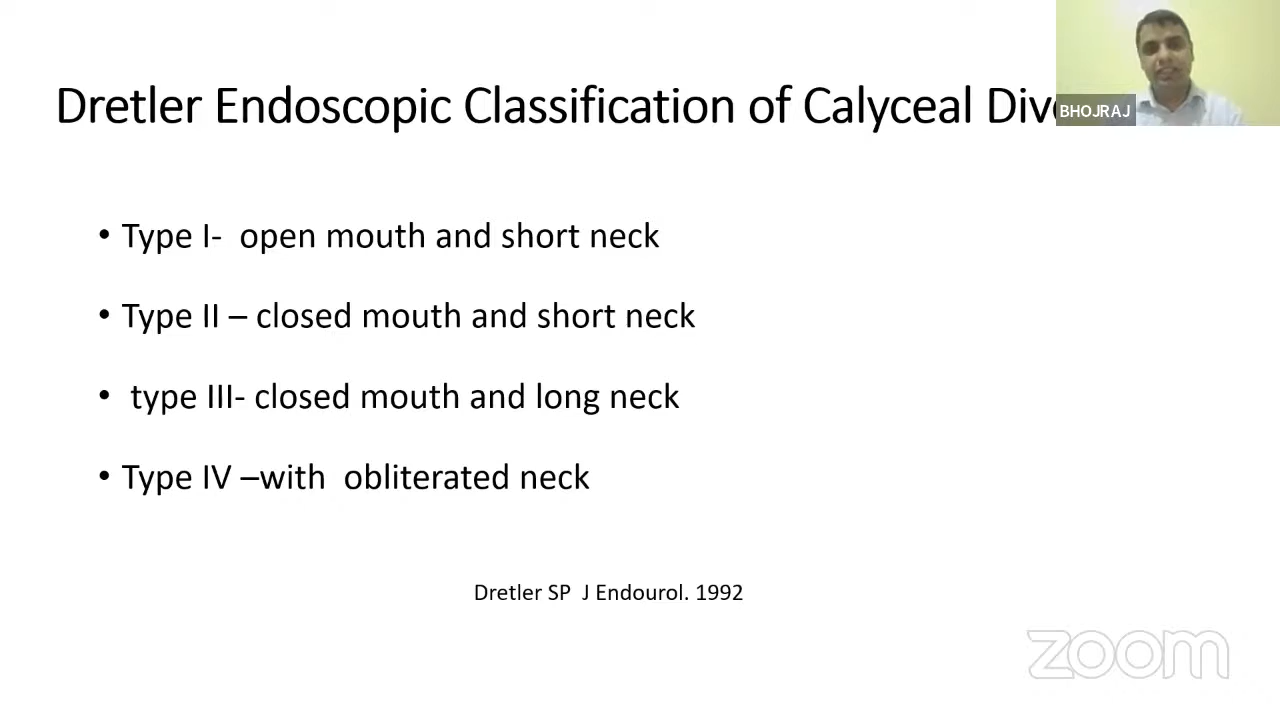 Dretler Endoscopic Classification of Calyceal
BHOJRAJ
• Type I-  open mouth and short neck
• Type II – closed mouth and short neck
•  type III- closed mouth and long neck
• Type IV –with  obliterated neck
Dretler SP  J Endourol. 1992
zoom